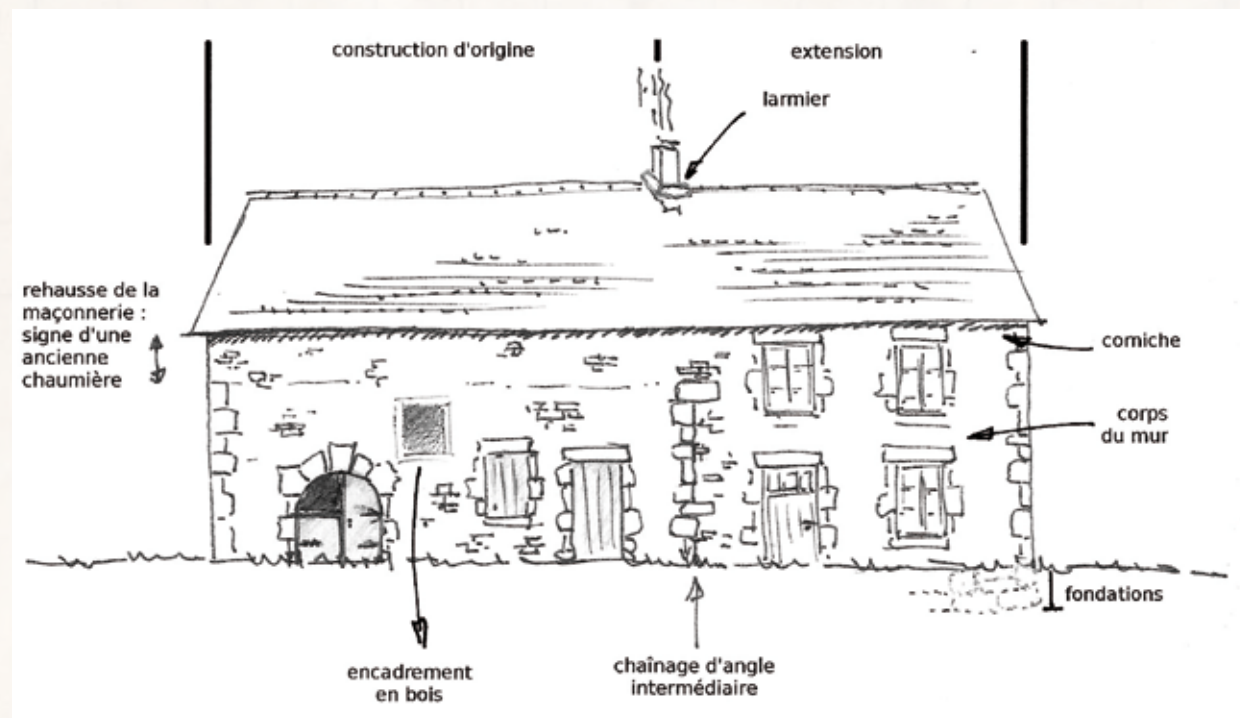 construction d'origine
extension
larmier
rehausse de la
maçonnerie :
signe d'une
ancienne
chaumière
corniche
corps
du mur
fondations
encadrement
en bois
chaînage d'angle
intermédiaire